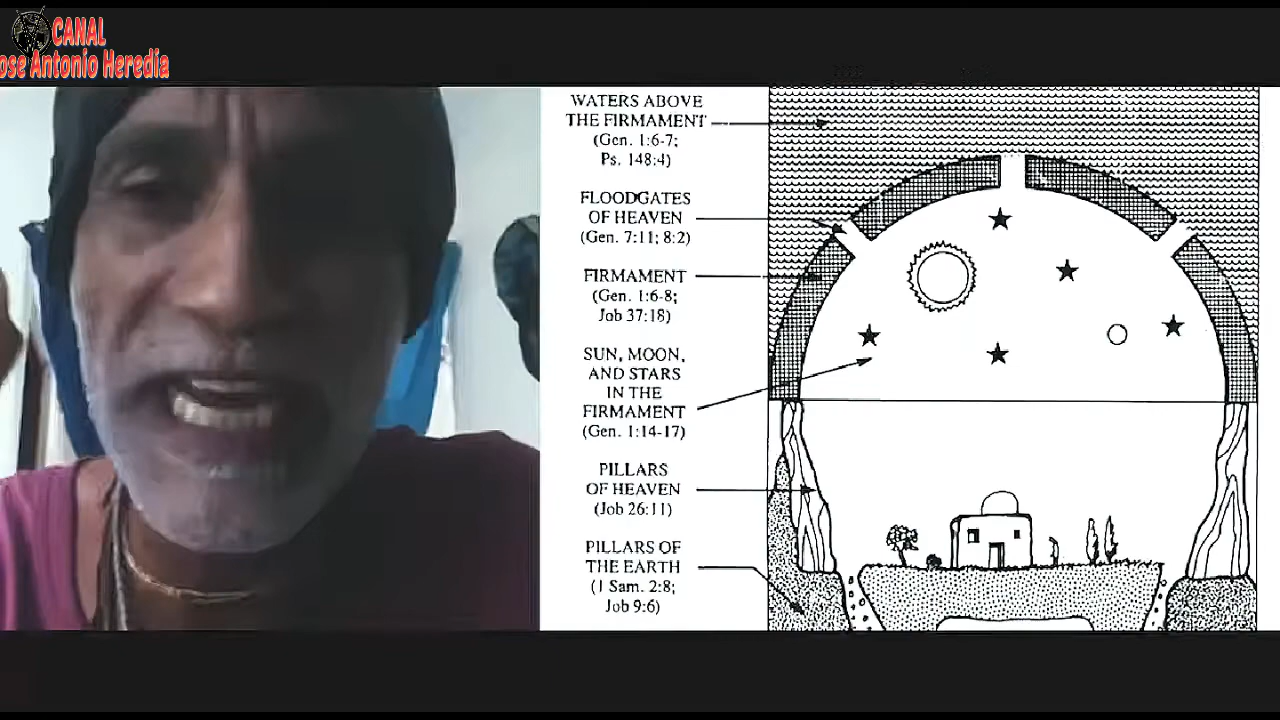 CANAL
ose Antonio Heredia
WATERS ABOVE
THE FIRMAMENT
(Gen. 1:6-7;
Ps. 148:4)
FLOODGATES
OF HEAVEN
(Gen. 7:11; 8:2)
FIRMAMENT
(Gen. 1:6-8;
Job 37:18)
SUN, MOON,
AND STARS
IN THE
FIRMAMENT
(Gen. 1:14-17)
PILLARS
OF HEAVEN
(Job 26:11)
PILLARS OF
THE EARTH
(1 Sam. 2:8;
Job 9:6)